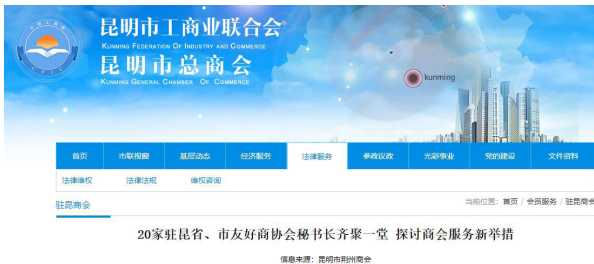 昆明市工商业联合会
KUNMING FEDERATION OF INDUSTRY AND COMMERCE
昆明市总商会
KUNMING GENERAL CHAMBER OF COMMERCE
kunming
首页 市联视窗 基层动态 经济服务 法律服务 参政议政 光彩事业 党的建设 文件资料
法律维权 法律法规 维权咨询
驻昆商会 当前位置：首页 / 会员服务 / 驻昆商会
20家驻昆省、市友好商协会秘书长齐聚一堂 探讨商会服务新举措
信息来源：昆明市荆州商会